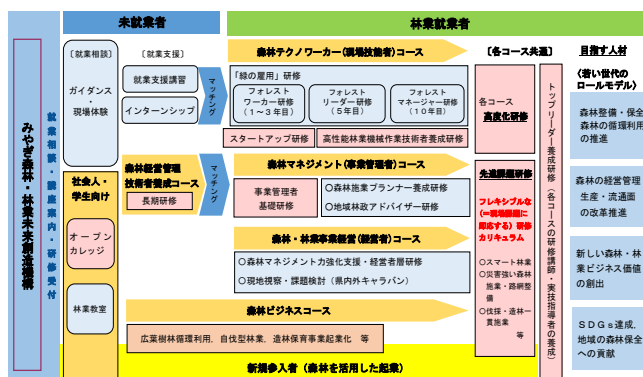 未就業者
林業就業者
みやぎ森林・林業未来創造機構
就業相談・講座案内・研修受付
〔就業相談〕
ガイダンス
・
現場体験
〔就業支援〕
就業支援講習
インターンシップ
マッチング
森林テクノワーカー(現場技能者)コース
「緑の雇用」研修
フォレスト
ワーカー研修
(1～3年目)
フォレスト
リーダー研修
(5年目)
フォレスト
マネージャー研修
(10年目)
スタートアップ研修
高性能林業機械作業技術者養成研修
社会人・
学生向け
オープン
カレッジ
林業教室
森林経営管理
技術者養成コース
長期研修
マッチング
森林マネジメント(事業管理者)コース
事業管理者
基礎研修
○森林施業プランナー養成研修
○地域林政アドバイザー研修
森林・林業事業経営(経営者)コース
○森林マネジメント力強化支援・経営者層研修
○現地視察・課題検討(県内外キャラバン)
森林ビジネスコース
広葉樹林循環利用、自伐型林業、造林保育事業起業化 等
新規参入者(森林を活用した起業)
〔各コース共通〕
各コース
高度化研修
先進課題研修
フレキシブルな
(＝現場課題に
即応する)研修
カリキュラム
○スマート林業
○災害強い森林
施業・路網整
備
○伐採・造林一
貫施業
等
トップリーダー養成研修(各コースの研修講師・実技指導者の養成)
目指す人材
(若い世代の
ロールモデル)
森林整備・保全
森林の循環利用
の推進
森林の経営管理
生産・流通面
の改革推進
新しい森林・林
業ビジネス価値
の創出
SDGs達成、
地域の森林保全
への貢献